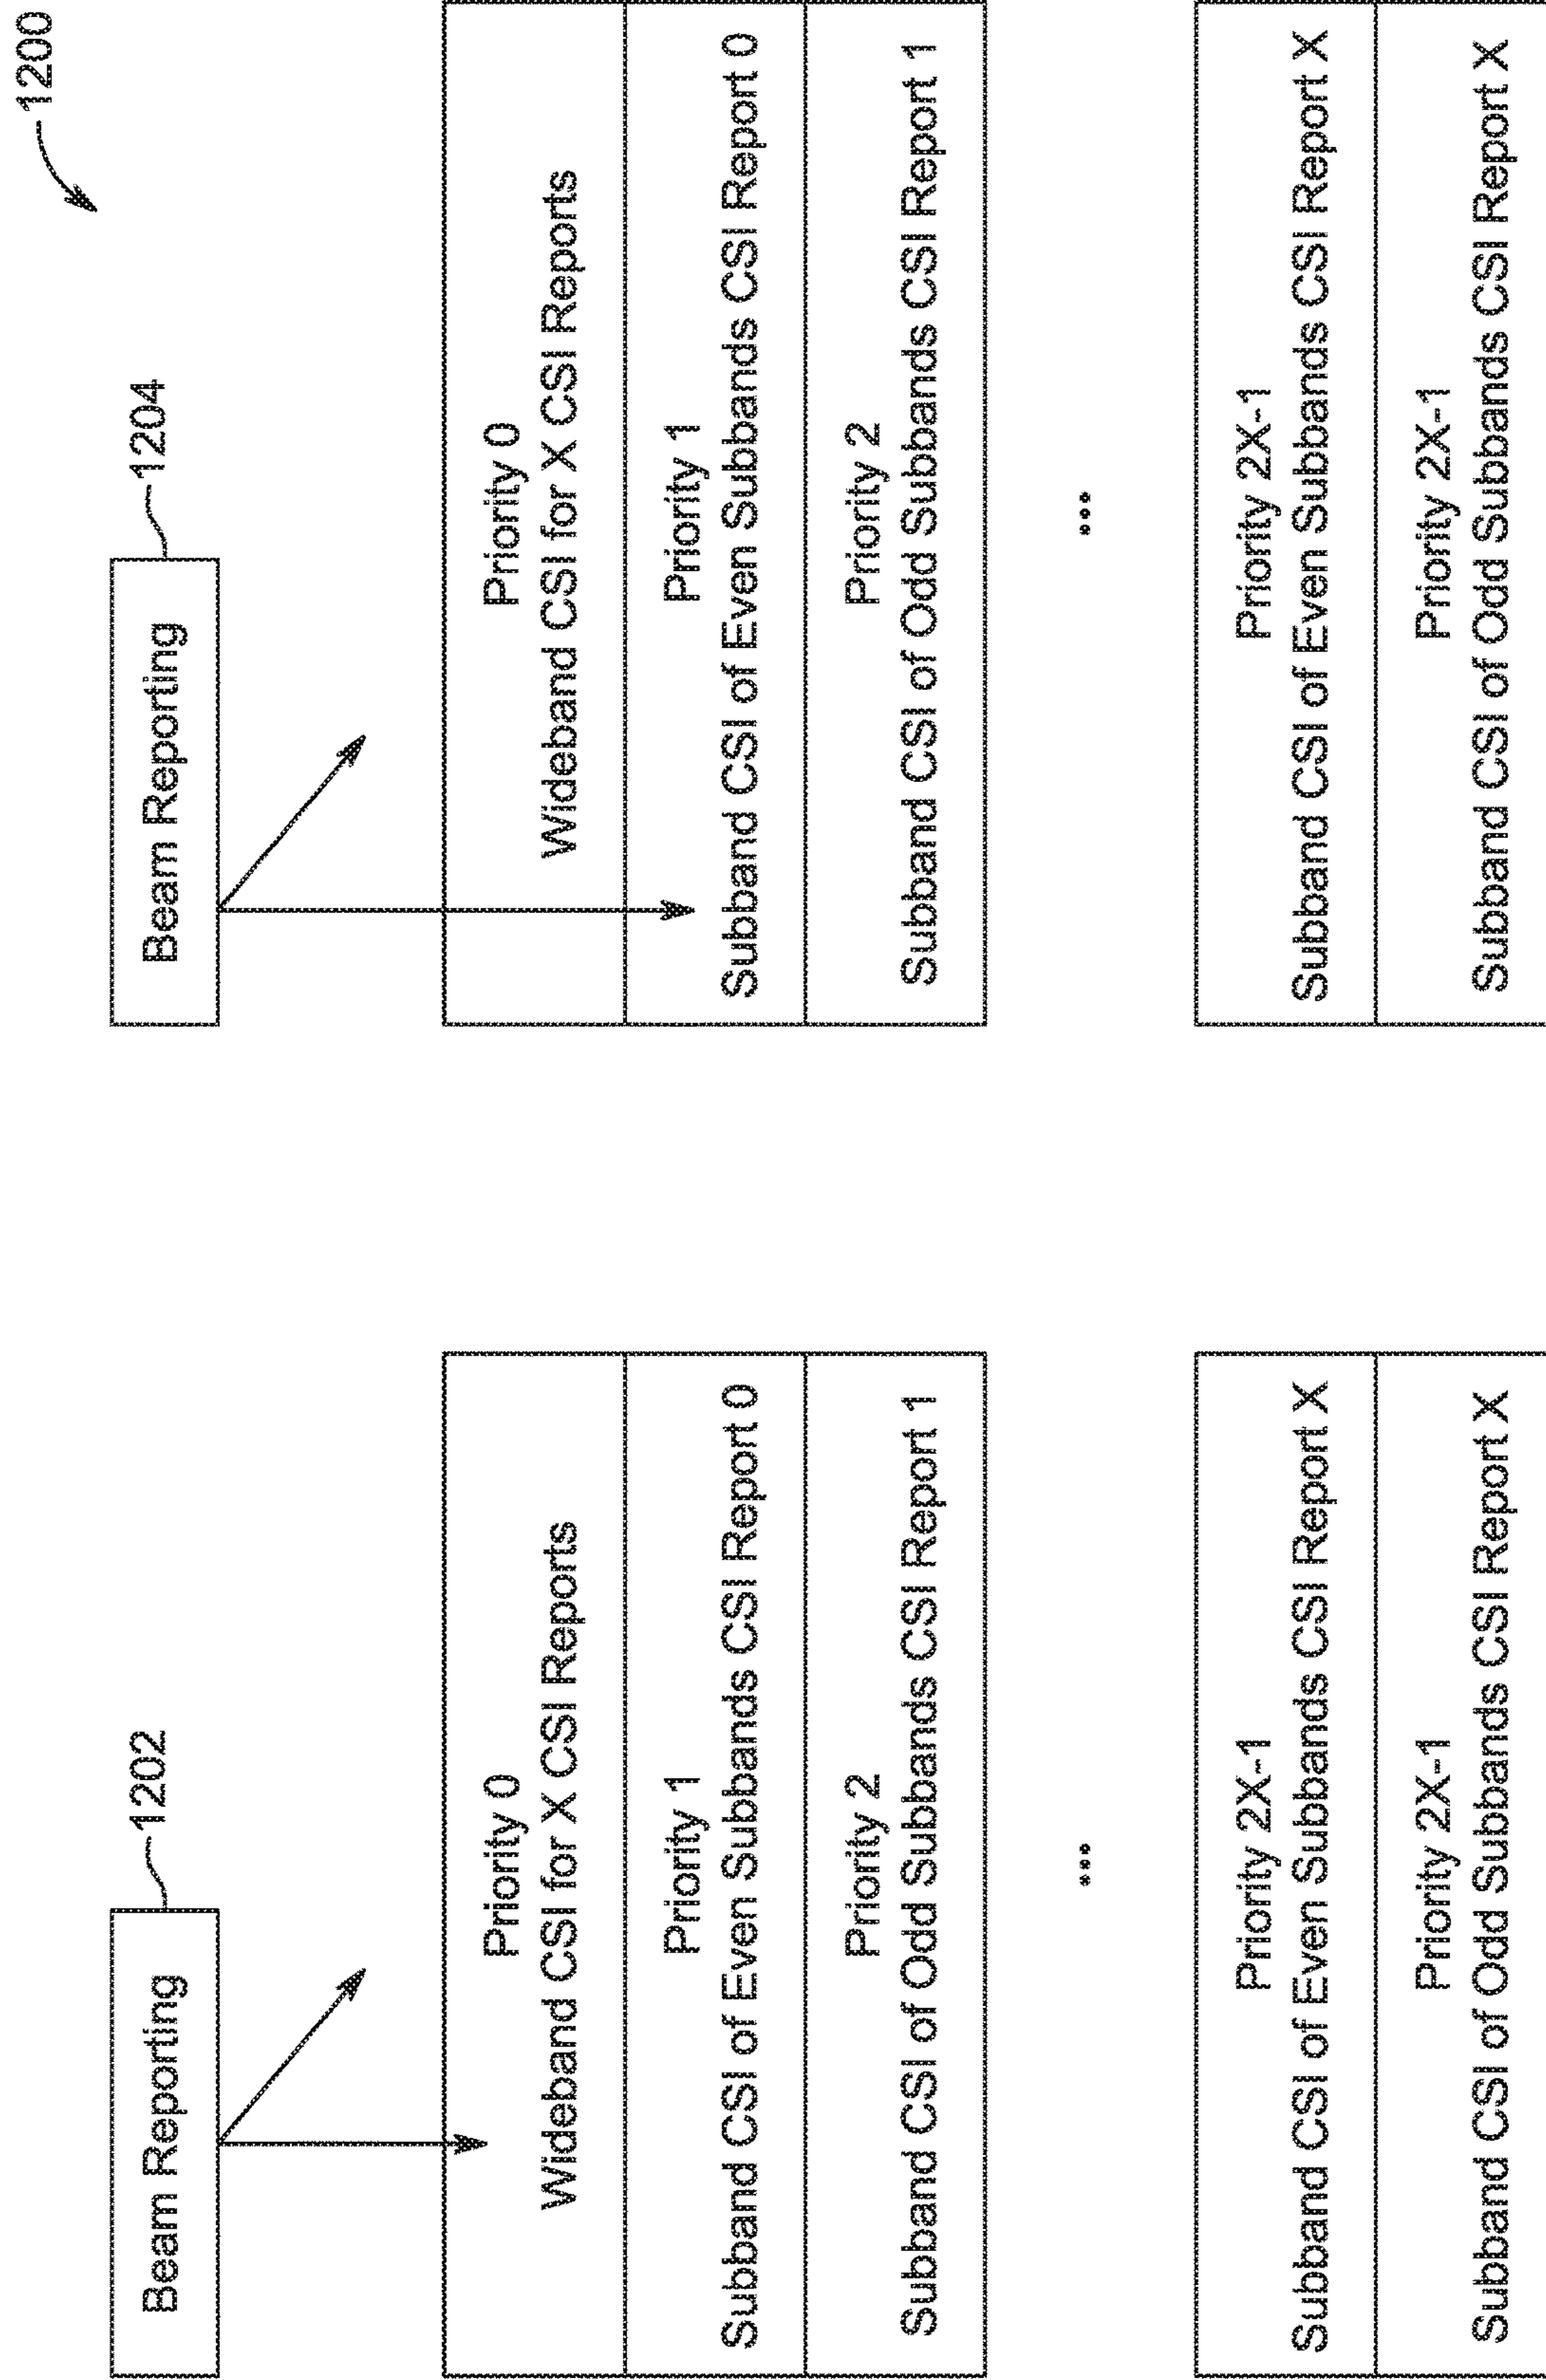 1200
1202
Beam Reporting
Priority 0
Wideband CSI for X CSI Reports
Priority 1
Subband CSI of Even Subbands CSI Report 0
Priority 2
Subband CSI of Odd Subbands CSI Report 1
...
Priority 2X-1
Subband CSI of Even Subbands CSI Report X
Priority 2X-1
Subband CSI of Odd Subbands CSI Report X
1204
Beam Reporting
Priority 0
Wideband CSI for X CSI Reports
Priority 1
Subband CSI of Even Subbands CSI Report 0
Priority 2
Subband CSI of Odd Subbands CSI Report 1
...
Priority 2X-1
Subband CSI of Even Subbands CSI Report X
Priority 2X-1
Subband CSI of Odd Subbands CSI Report X